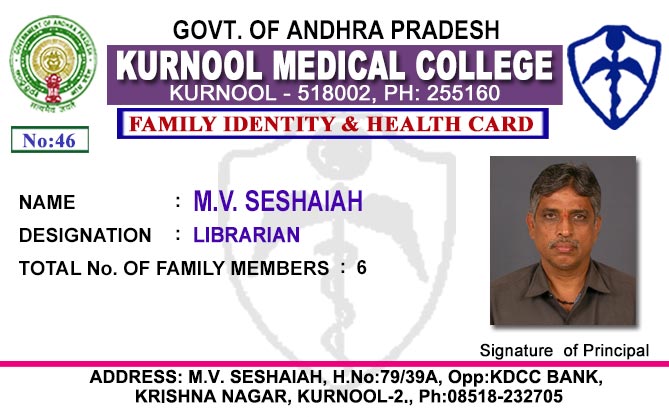 GOVT. OF ANDHRA PRADESH
KURNOOL MEDICAL COLLEGE
KURNOOL - 518002, PH: 255160
FAMILY IDENTITY & HEALTH CARD
No:46
NAME : M.V. SESHAIAH
DESIGNATION : LIBRARIAN
TOTAL No. OF FAMILY MEMBERS : 6
Signature of Principal
ADDRESS: M.V. SESHAIAH, H.No:79/39A, Opp:KDCC BANK,
KRISHNA NAGAR, KURNOOL-2., Ph:08518-232705